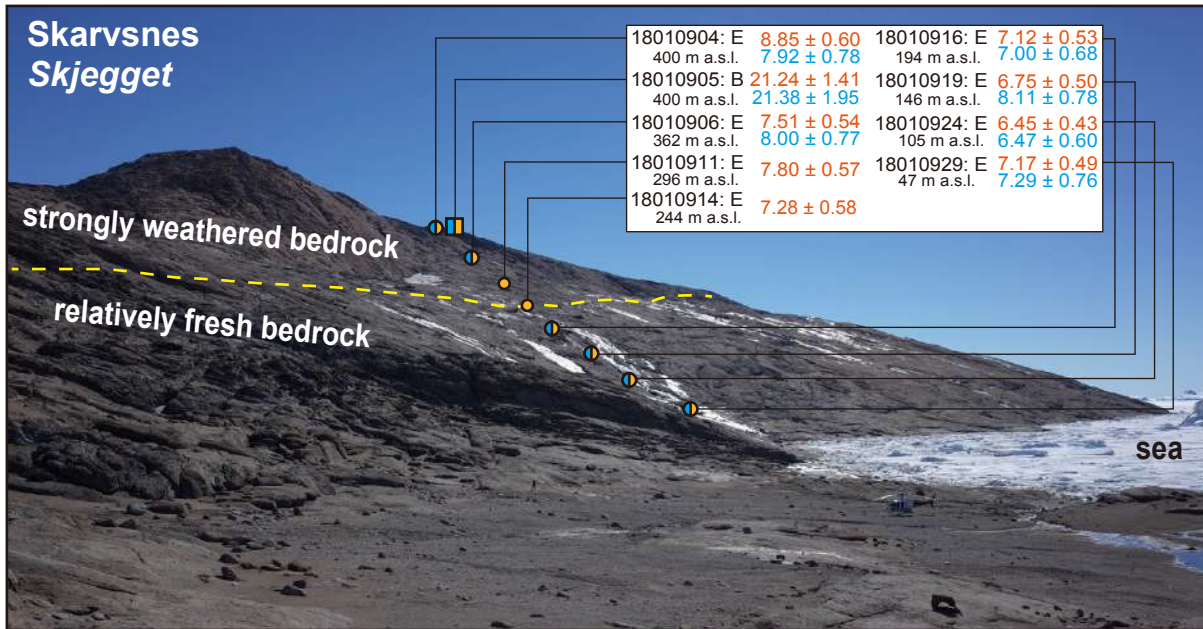 Skarvsnes
Skjegget
18010904: E 8.85 ± 0.60
400 m a.s.l. 7.92 ± 0.78
18010905: B 21.24 ± 1.41
400 m a.s.l. 21.38 ± 1.95
18010906: E 7.51 ± 0.54
362 m a.s.l. 8.00 ± 0.77
18010911: E 7.80 ± 0.57
296 m a.s.l.
18010914: E 7.28 ± 0.58
244 m a.s.l.
18010916: E 7.12 ± 0.53
194 m a.s.l. 7.00 ± 0.68
18010919: E 6.75 ± 0.50
146 m a.s.l. 8.11 ± 0.78
18010924: E 6.45 ± 0.43
105 m a.s.l. 6.47 ± 0.60
18010929: E 7.17 ± 0.49
47 m a.s.l. 7.29 ± 0.76
strongly weathered bedrock
relatively fresh bedrock
sea